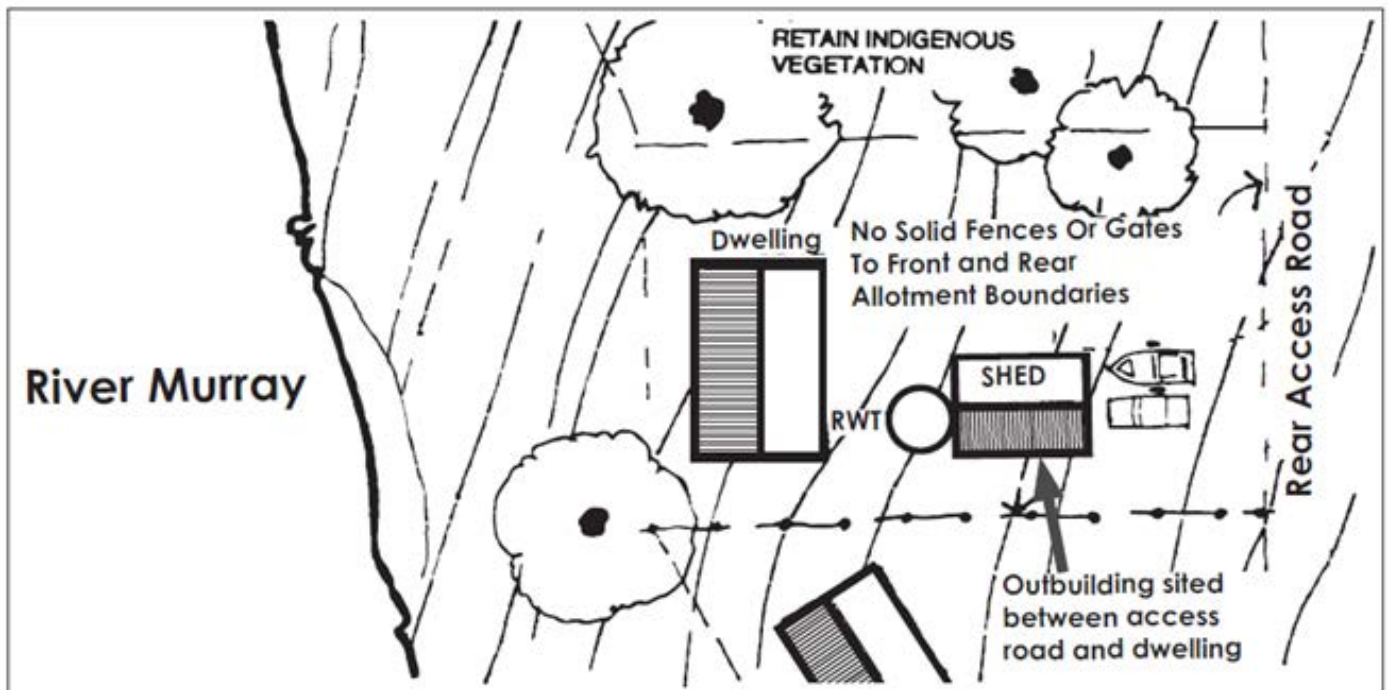 RETAIN INDIGENOUS
VEGETATION
Dwelling
No Solid Fences Or Gates
To Front and Rear
Allotment Boundaries
River Murray
SHED
RWT
Rear Access Road
Outbuilding sited
between access
road and dwelling